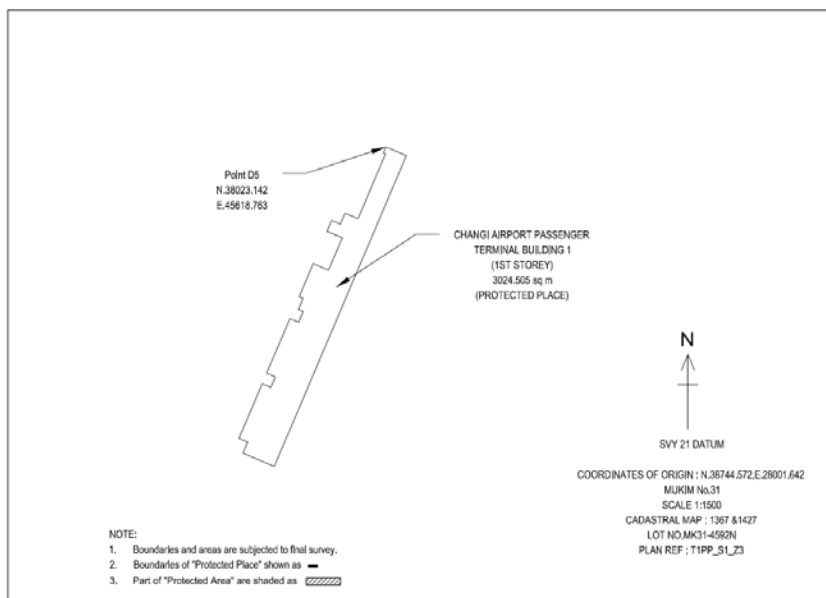 Point D5
N.38023.142
E.45618.763
CHANGI AIRPORT PASSENGER
TERMINAL BUILDING 1
(1ST STOREY)
3024.505 sq m
(PROTECTED PLACE)
N
SVY 21 DATUM
COORDINATES OF ORIGIN : N.38744.572,E.28001.642
MUKIM No.31
SCALE 1:1500
CADASTRAL MAP : 1367 &1427
LOT NO.MK31-4592N
PLAN REF : T1PP_S1_Z3
NOTE:
1. Boundaries and areas are subjected to final survey.
2. Boundaries of "Protected Place" shown as
3. Part of "Protected Area" are shaded as